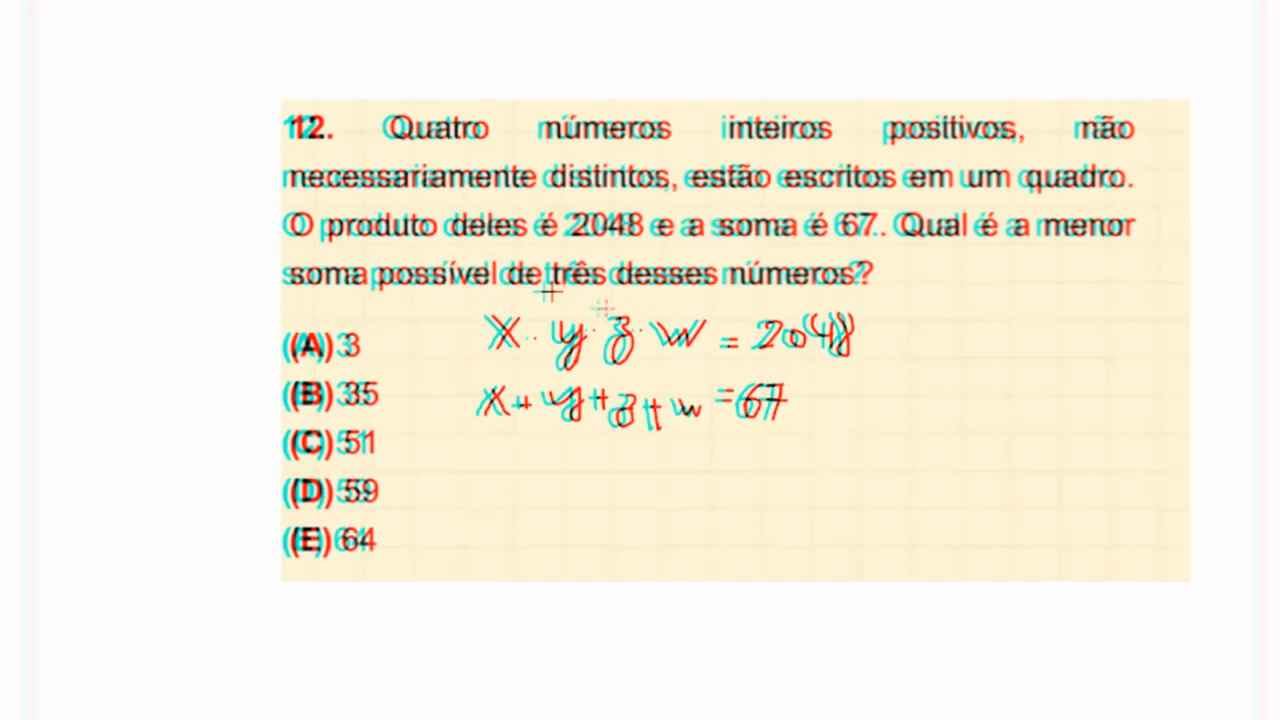 12. Quatro números inteiros positivos, não
necessariamente distintos, estão escritos em um quadro.
O produto deles é 2048 e a soma é 67. Qual é a menor
soma possível de três desses números?
(A) 3
(B) 35
(C) 51
(D) 59
(E) 64
x · y · z · w = 2048
x + y + z + w = 67